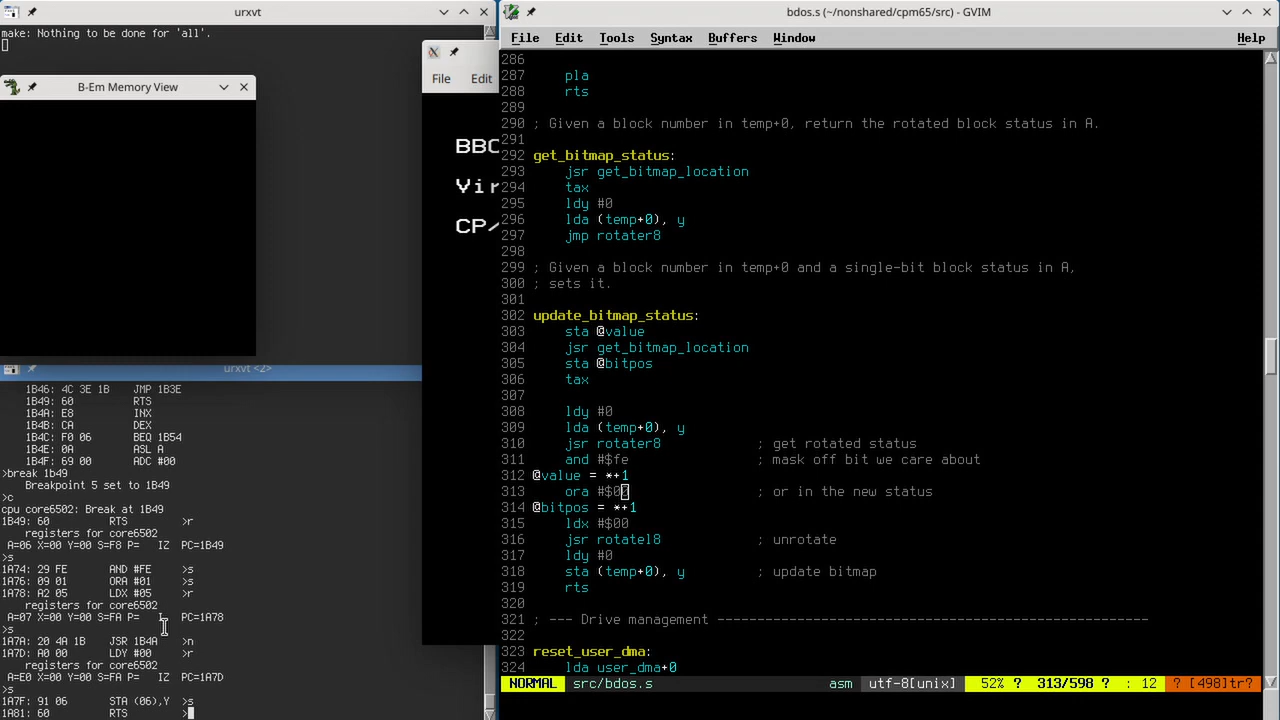 urxvt
make: Nothing to be done for 'all'.
B-Em Memory View
File Edit
BBC
Vir
CP/
urxvt <2>
1B46: 4C 3E 1B JMP 1B3E
1B49: 60 RTS
1B4A: E8 INX
1B4B: CA DEX
1B4C: F0 06 BEQ 1B54
1B4E: 0A ASL A
1B4F: 69 00 ADC #00
>break 1b49
Breakpoint 5 set to 1B49
>c
cpu core6502: Break at 1B49
1B49: 60 RTS >r
registers for core6502
A=06 X=00 Y=00 S=F8 P= IZ PC=1B49
>s
1A74: 29 FE AND #FE >s
1A76: 09 01 ORA #01 >s
1A78: A2 05 LDX #05 >r
registers for core6502
A=07 X=00 Y=00 S=FA P= I PC=1A78
>s
1A7A: 20 4A 1B JSR 1B4A >n
1A7D: A0 00 LDY #00 >r
registers for core6502
A=E0 X=00 Y=00 S=FA P= IZ PC=1A7D
>s
1A7F: 91 06 STA (06),Y >s
1A81: 60 RTS >
bdos.s (~/nonshared/cpm65/src) - GVIM
File Edit Tools Syntax Buffers Window Help
286
287 pla
288 rts
289
290 ; Given a block number in temp+0, return the rotated block status in A.
291
292 get_bitmap_status:
293 jsr get_bitmap_location
294 tax
295 ldy #0
296 lda (temp+0), y
297 jmp rotater8
298
299 ; Given a block number in temp+0 and a single-bit block status in A,
300 ; sets it.
301
302 update_bitmap_status:
303 sta @value
304 jsr get_bitmap_location
305 sta @bitpos
306 tax
307
308 ldy #0
309 lda (temp+0), y
310 jsr rotater8 ; get rotated status
311 and #$fe ; mask off bit we care about
312 @value = *+1
313 ora #$00 ; or in the new status
314 @bitpos = *+1
315 ldx #$00
316 jsr rotatel8 ; unrotate
317 ldy #0
318 sta (temp+0), y ; update bitmap
319 rts
320
321 ; --- Drive management ------------------------------------------------------
322
323 reset_user_dma:
324 lda user_dma+0
NORMAL src/bdos.s asm utf-8[unix] 52% ? 313/598 ? : 12 ? [498]tr?